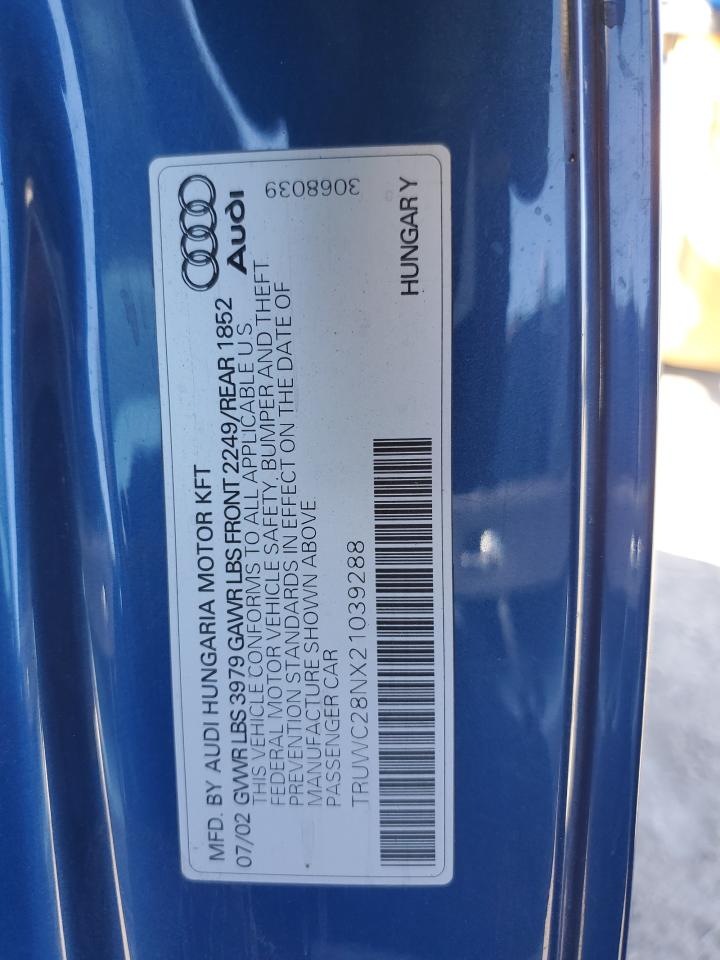 MFD. BY AUDI HUNGARIA MOTOR KFT
07/02 GVWR LBS 3979 GAWR LBS FRONT 2249/REAR 1852
THIS VEHICLE CONFORMS TO ALL APPLICABLE U S
FEDERAL MOTOR VEHICLE SAFETY, BUMPER AND THEFT
PREVENTION STANDARDS IN EFFECT ON THE DATE OF
MANUFACTURE SHOWN ABOVE
PASSENGER CAR
TRUWC28NX21039288
Audi
3068039
HUNGARY